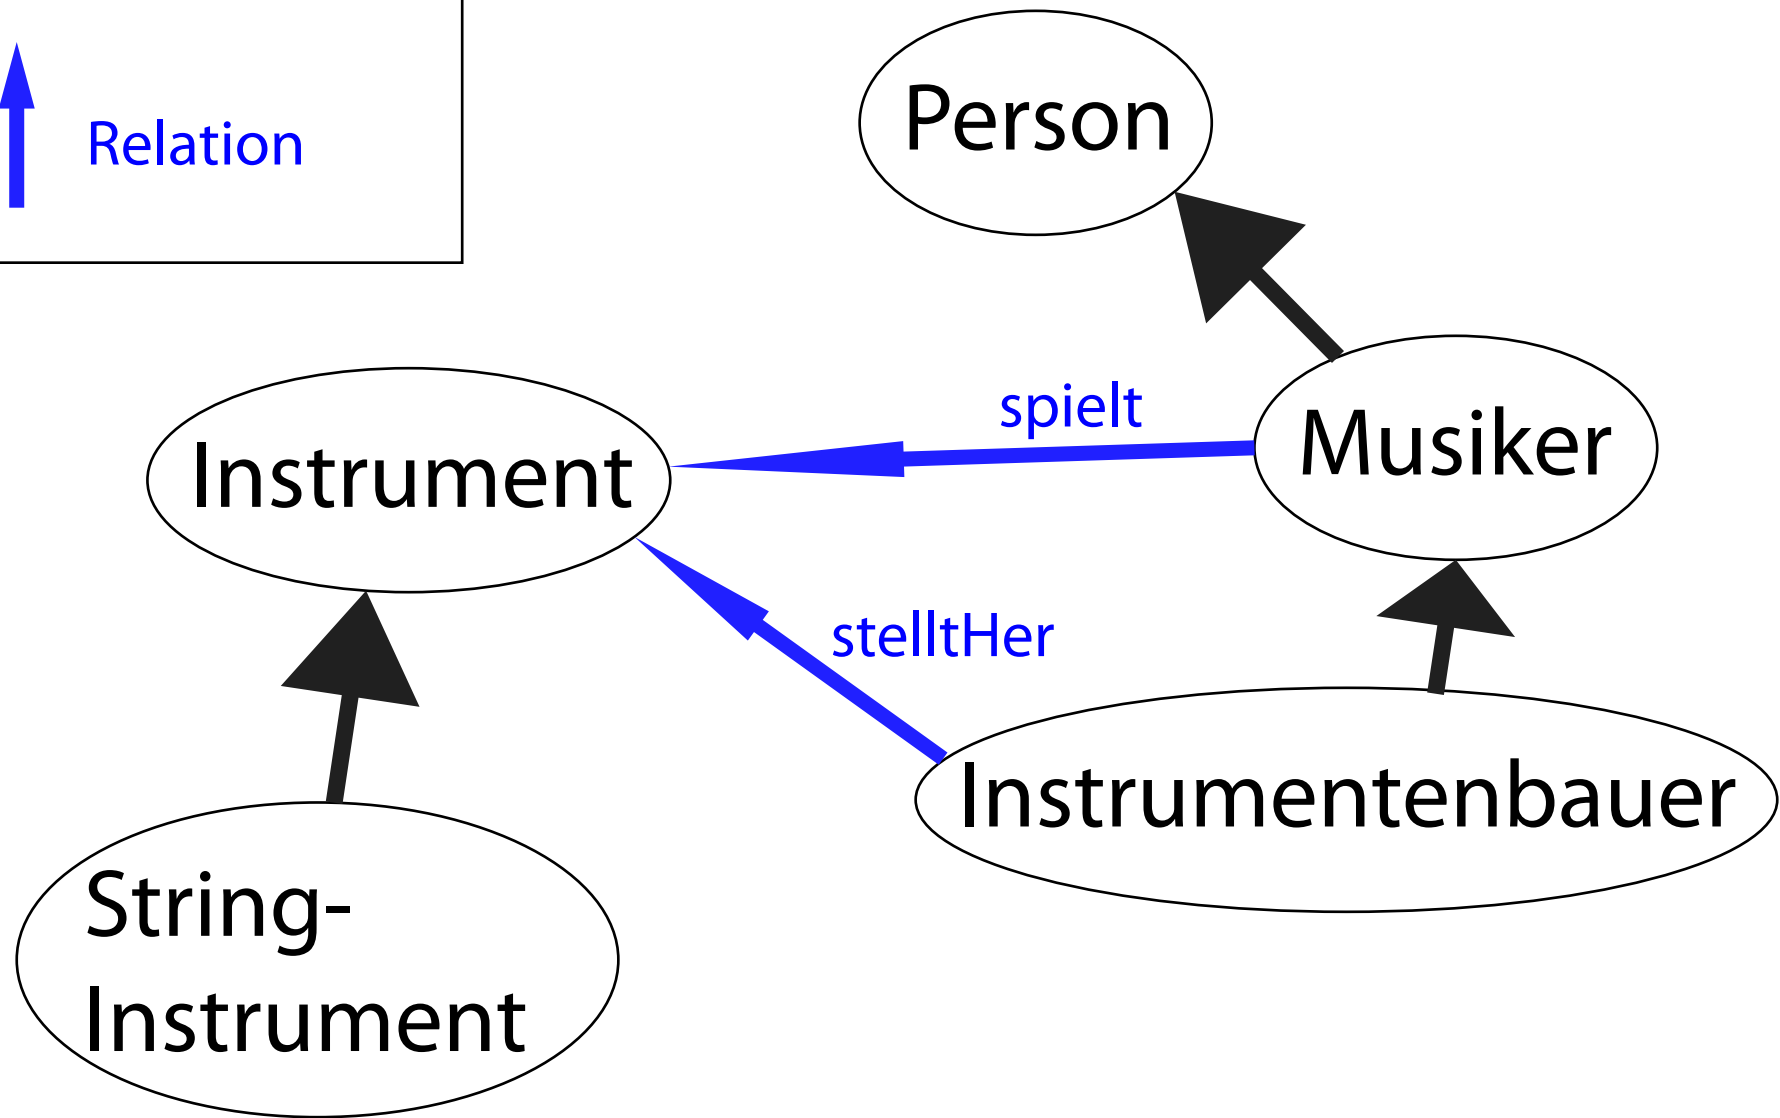 Person
Relation
spielt
Musiker
Instrument
stelltHer
Instrumentenbauer
String-
Instrument